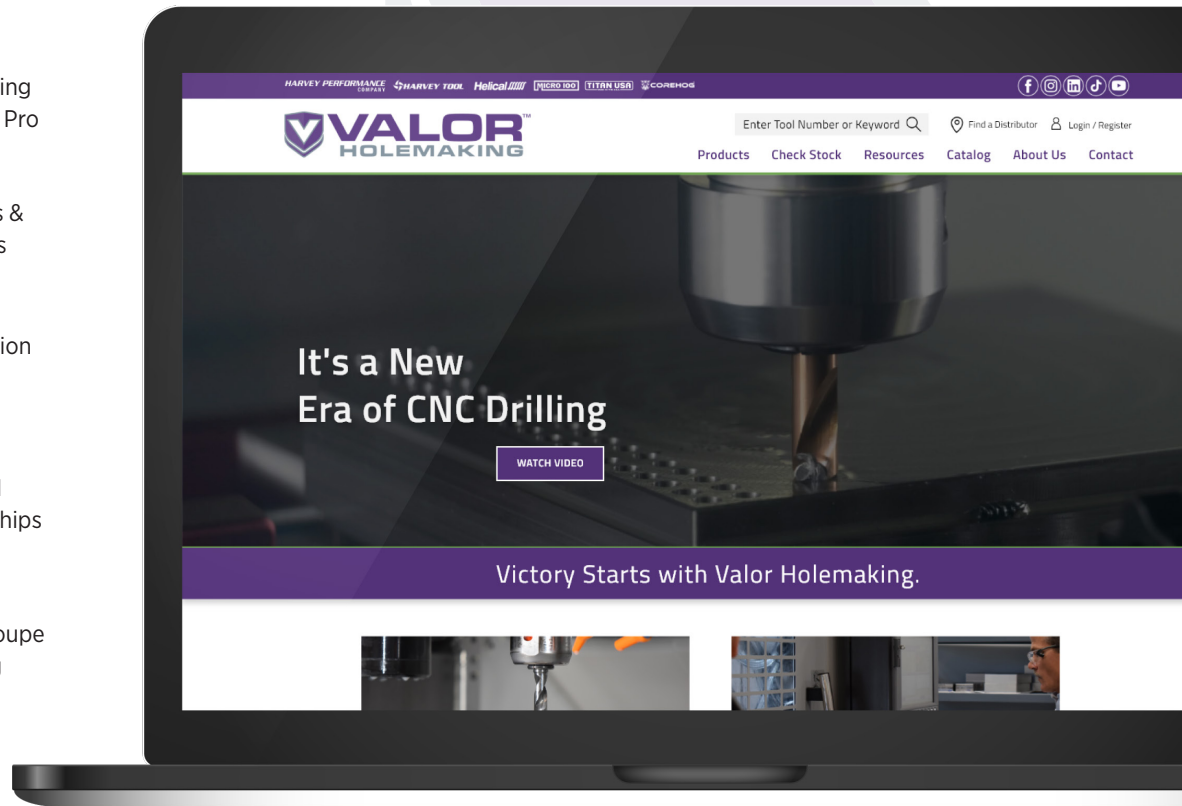 ing
Pro
&
s
ion
hips
oupe
HARVEY PERFORMANCE COMPANY HARVEY TOOL Helical MICRO 100 TITAN USA COREHOG
VALOR™
HOLEMAKING
Enter Tool Number or Keyword
Find a Distributor
Login / Register
Products Check Stock Resources Catalog About Us Contact
It's a New
Era of CNC Drilling
WATCH VIDEO
Victory Starts with Valor Holemaking.